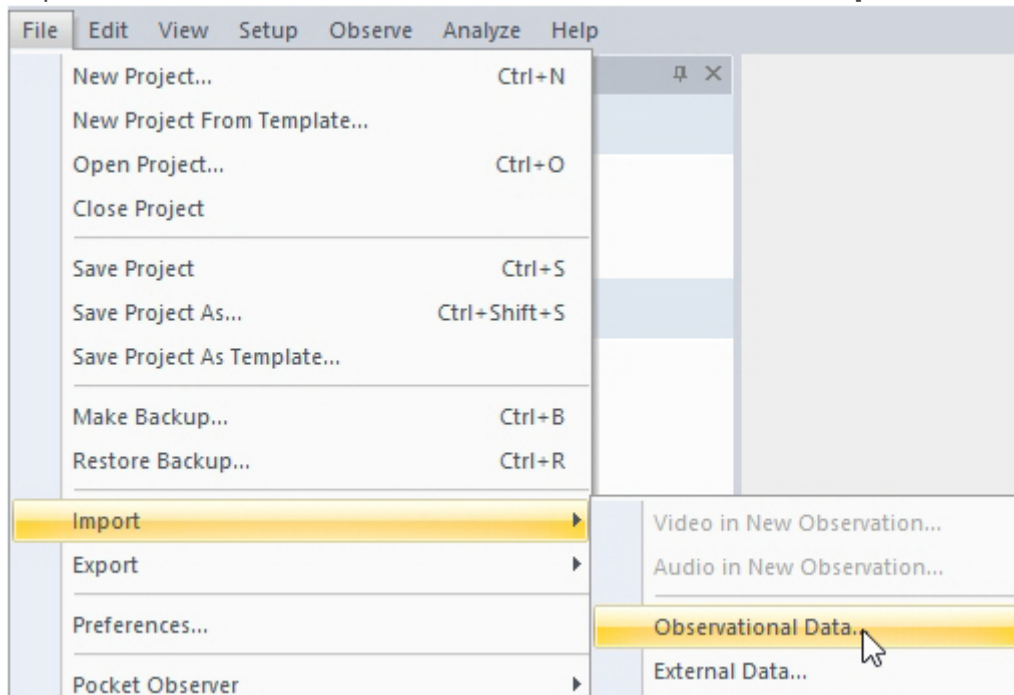 File Edit View Setup Observe Analyze Help
New Project... Ctrl+N
New Project From Template...
Open Project... Ctrl+O
Close Project
Save Project Ctrl+S
Save Project As... Ctrl+Shift+S
Save Project As Template...
Make Backup... Ctrl+B
Restore Backup... Ctrl+R
Import
Video in New Observation...
Export
Audio in New Observation...
Preferences...
Observational Data...
External Data...
Pocket Observer